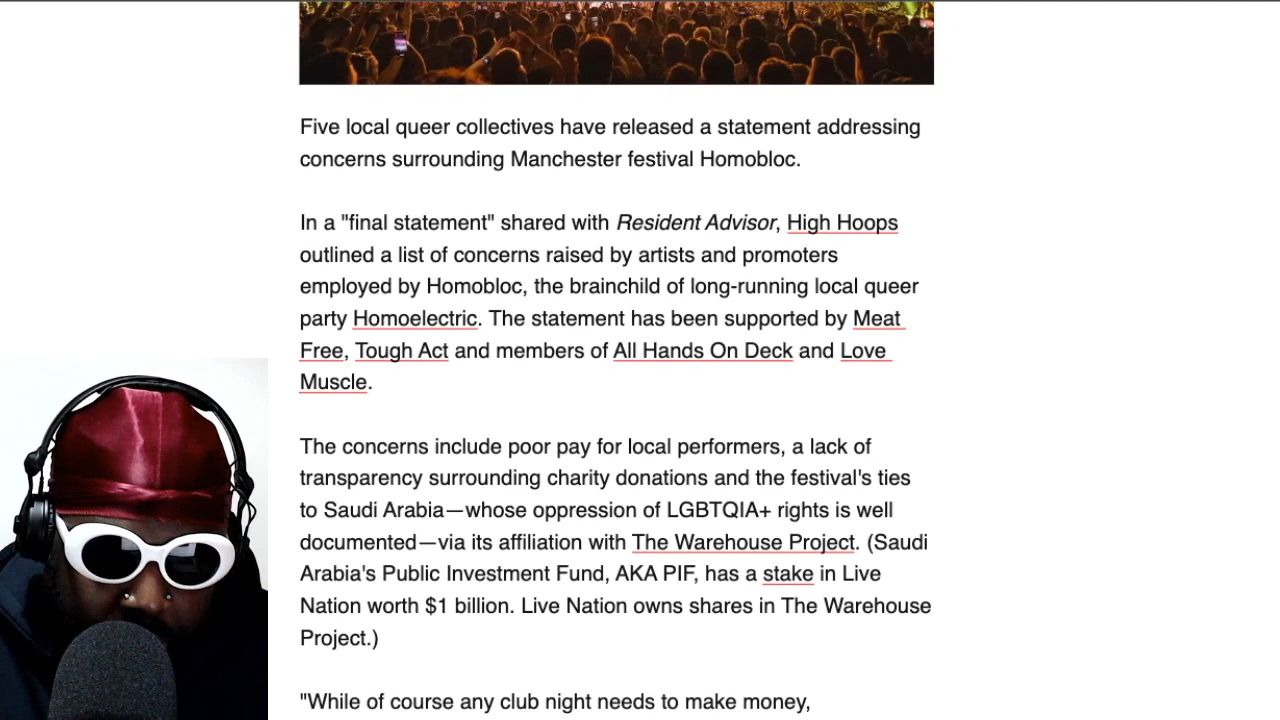 Five local queer collectives have released a statement addressing
concerns surrounding Manchester festival Homobloc.
In a "final statement" shared with Resident Advisor, High Hoops
outlined a list of concerns raised by artists and promoters
employed by Homobloc, the brainchild of long-running local queer
party Homoelectric. The statement has been supported by Meat
Free, Tough Act and members of All Hands On Deck and Love
Muscle.
The concerns include poor pay for local performers, a lack of
transparency surrounding charity donations and the festival's ties
to Saudi Arabia—whose oppression of LGBTQIA+ rights is well
documented—via its affiliation with The Warehouse Project. (Saudi
Arabia's Public Investment Fund, AKA PIF, has a stake in Live
Nation worth $1 billion. Live Nation owns shares in The Warehouse
Project.)
"While of course any club night needs to make money,